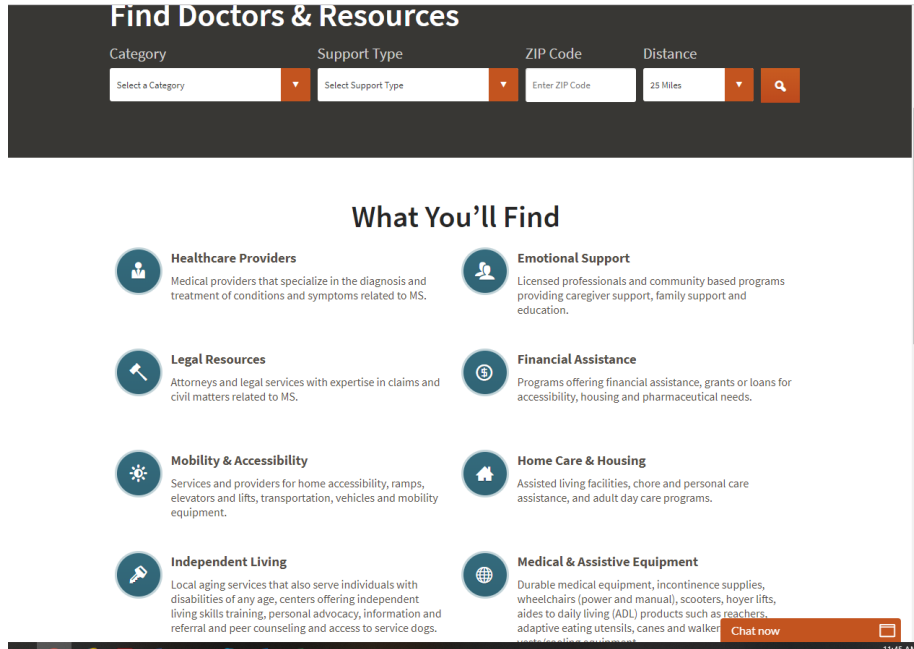 Find Doctors & Resources
Category
Support Type
ZIP Code
Distance
Select a Category
Select Support Type
Enter ZIP Code
25 Miles
What You’ll Find
Healthcare Providers
Medical providers that specialize in the diagnosis and
treatment of conditions and symptoms related to MS.
Emotional Support
Licensed professionals and community based programs
providing caregiver support, family support and
education.
Legal Resources
Attorneys and legal services with expertise in claims and
civil matters related to MS.
Financial Assistance
Programs offering financial assistance, grants or loans for
accessibility, housing and pharmaceutical needs.
Mobility & Accessibility
Services and providers for home accessibility, ramps,
elevators and lifts, transportation, vehicles and mobility
equipment.
Home Care & Housing
Assisted living facilities, chore and personal care
assistance, and adult day care programs.
Independent Living
Local aging services that also serve individuals with
disabilities of any age, centers offering independent
living skills training, personal advocacy, information and
referral and peer counseling and access to service dogs.
Medical & Assistive Equipment
Durable medical equipment, incontinence supplies,
wheelchairs (power and manual), scooters, hoyer lifts,
aides to daily living (ADL) products such as reachers,
adaptive eating utensils, canes and walker
Chat now